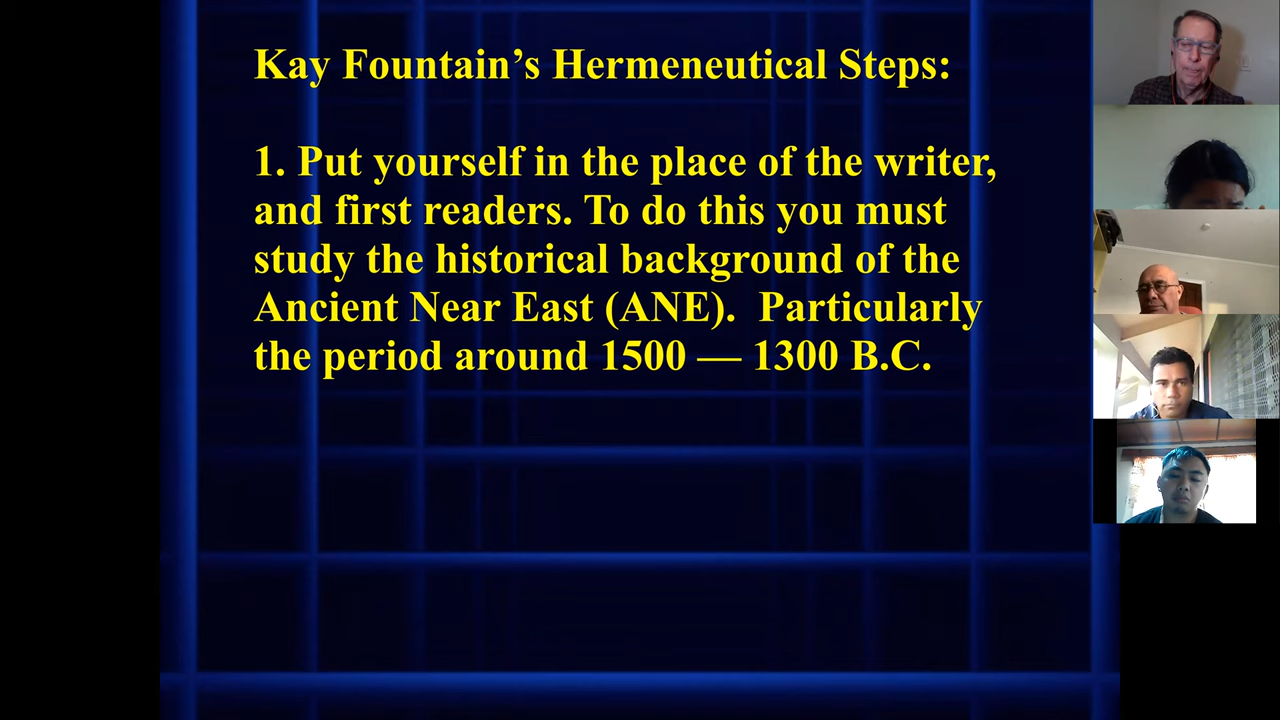 Kay Fountain’s Hermeneutical Steps:
1. Put yourself in the place of the writer,
and first readers. To do this you must
study the historical background of the
Ancient Near East (ANE).  Particularly
the period around 1500 — 1300 B.C.